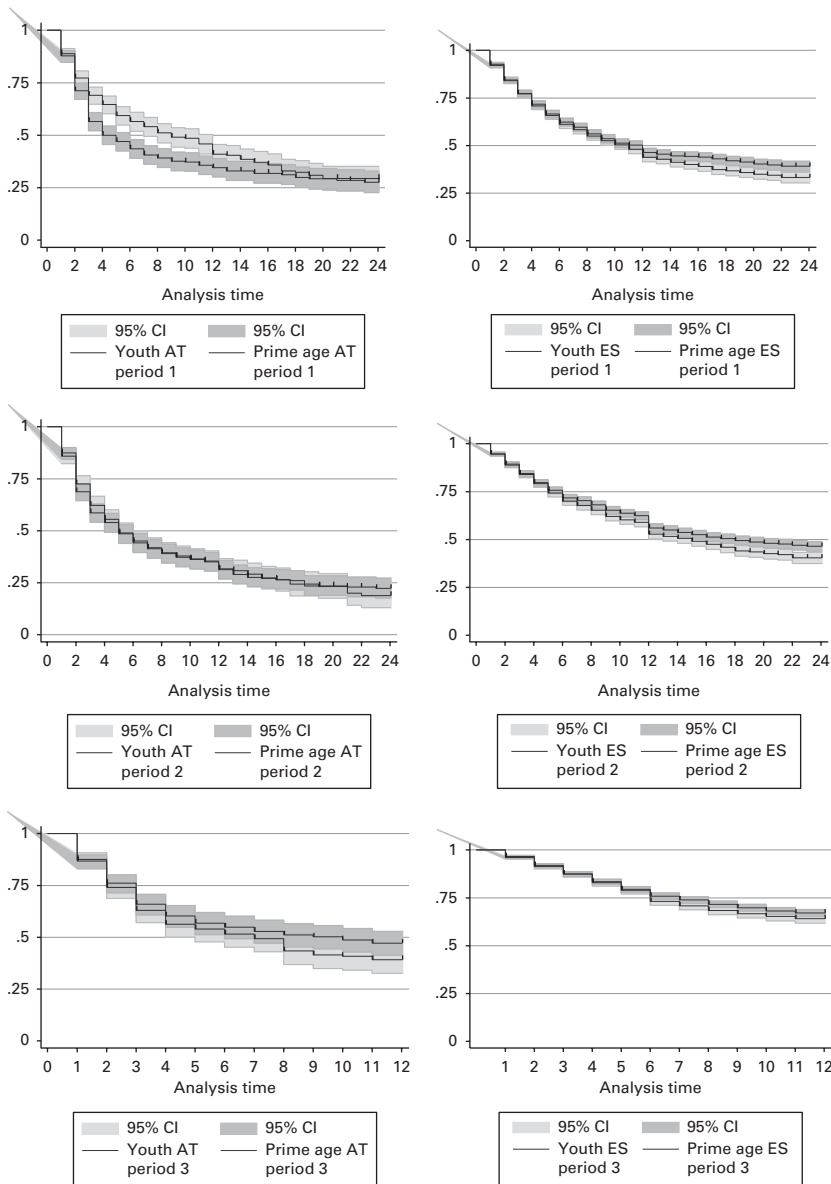 1
.75
.5
.25
0
0 2 4 6 8 10 12 14 16 18 20 22 24
Analysis time
95% CI 95% CI
Youth AT Prime age AT
period 1 period 1
1
.75
.5
.25
0
0 2 4 6 8 10 12 14 16 18 20 22 24
Analysis time
95% CI 95% CI
Youth ES Prime age ES
period 1 period 1
1
.75
.5
.25
0
0 2 4 6 8 10 12 14 16 18 20 22 24
Analysis time
95% CI 95% CI
Youth AT Prime age AT
period 2 period 2
1
.75
.5
.25
0
0 2 4 6 8 10 12 14 16 18 20 22 24
Analysis time
95% CI 95% CI
Youth ES Prime age ES
period 2 period 2
1
.75
.5
.25
0
0 1 2 3 4 5 6 7 8 9 10 11 12
Analysis time
95% CI 95% CI
Youth AT Prime age AT
period 3 period 3
1
.75
.5
.25
0
1 2 3 4 5 6 7 8 9 10 11 12
Analysis time
95% CI 95% CI
Youth ES Prime age ES
period 3 period 3